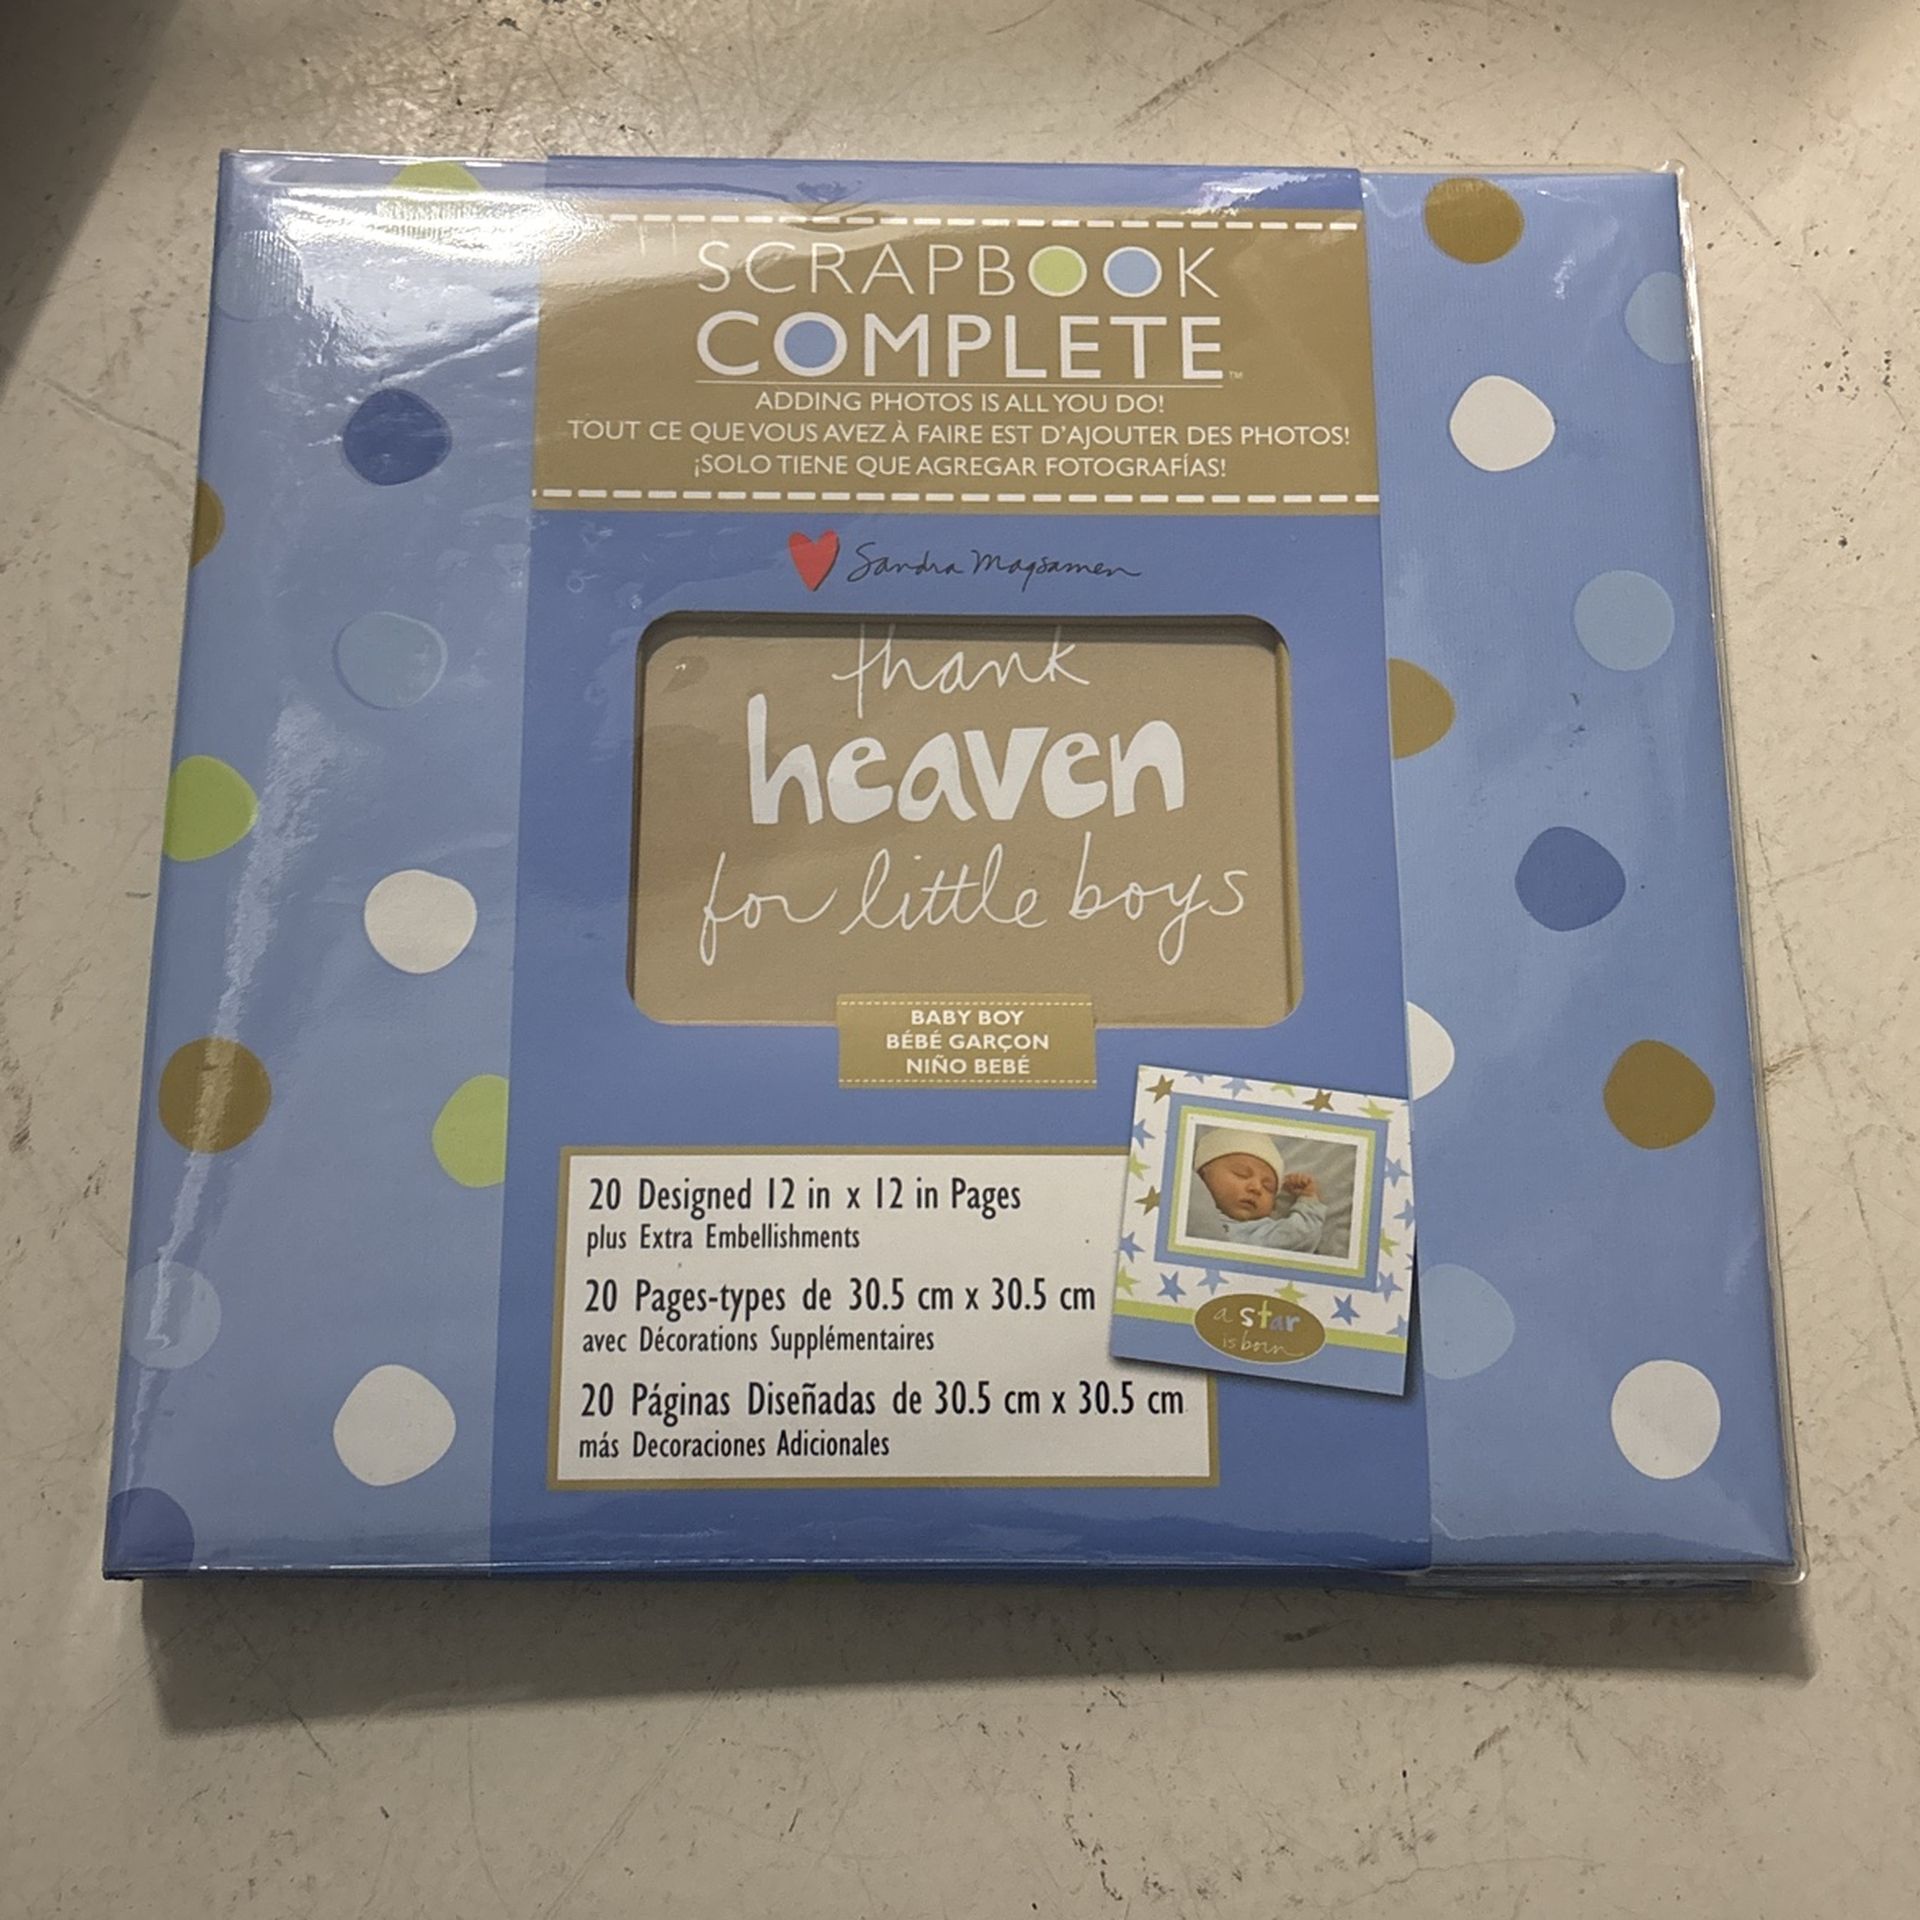 SCRAPBOOK
COMPLETE™
ADDING PHOTOS IS ALL YOU DO!
TOUT CE QUE VOUS AVEZ À FAIRE EST D'AJOUTER DES PHOTOS!
¡SOLO TIENE QUE AGREGAR FOTOGRAFÍAS!
Sandra Magsamen
thank
heaven
for little boys
BABY BOY
BÉBÉ GARÇON
NIÑO BEBÉ
20 Designed 12 in x 12 in Pages
plus Extra Embellishments
20 Pages-types de 30.5 cm x 30.5 cm
avec Décorations Supplémentaires
20 Páginas Diseñadas de 30.5 cm x 30.5 cm
más Decoraciones Adicionales
a star
is born